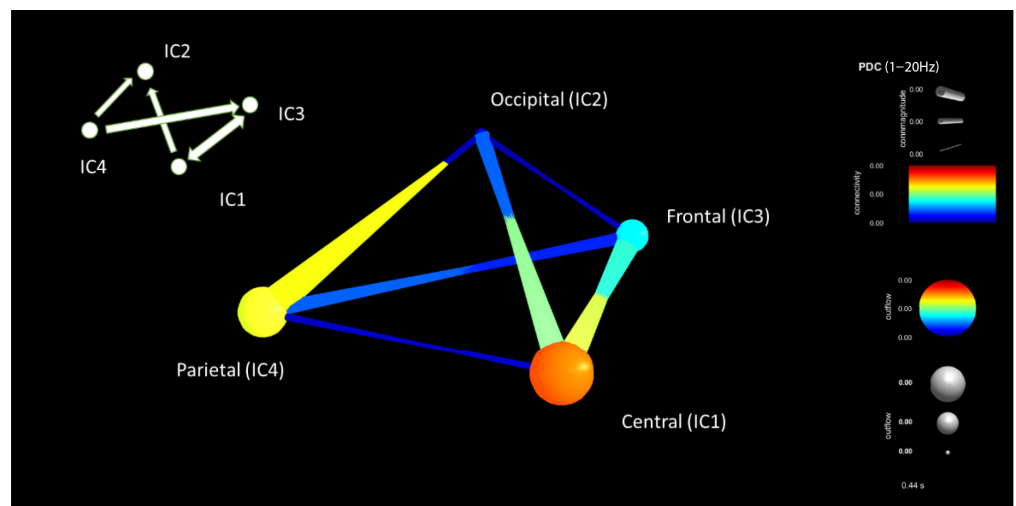 IC2
IC3
IC4
IC1
Occipital (IC2)
Frontal (IC3)
Parietal (IC4)
Central (IC1)
PDC (1–20Hz)
0.00
0.00
0.00
connmagnitude
0.00
0.00
0.00
connectivity
0.00
0.00
0.00
outflow
0.00
0.00
0.00
outflow
0.44 s